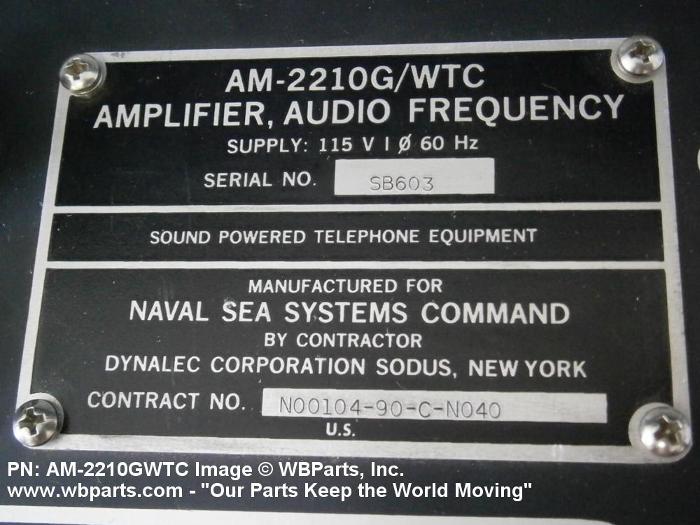 AM-2210G/WTC
AMPLIFIER, AUDIO FREQUENCY
SUPPLY: 115 V 1 Ø 60 Hz
SERIAL NO. SB603
SOUND POWERED TELEPHONE EQUIPMENT
MANUFACTURED FOR
NAVAL SEA SYSTEMS COMMAND
BY CONTRACTOR
DYNALEC CORPORATION SODUS, NEW YORK
CONTRACT NO. N00104-90-C-N040
U.S.
PN: AM-2210GWTC Image © WBParts, Inc.
www.wbparts.com - "Our Parts Keep the World Moving"